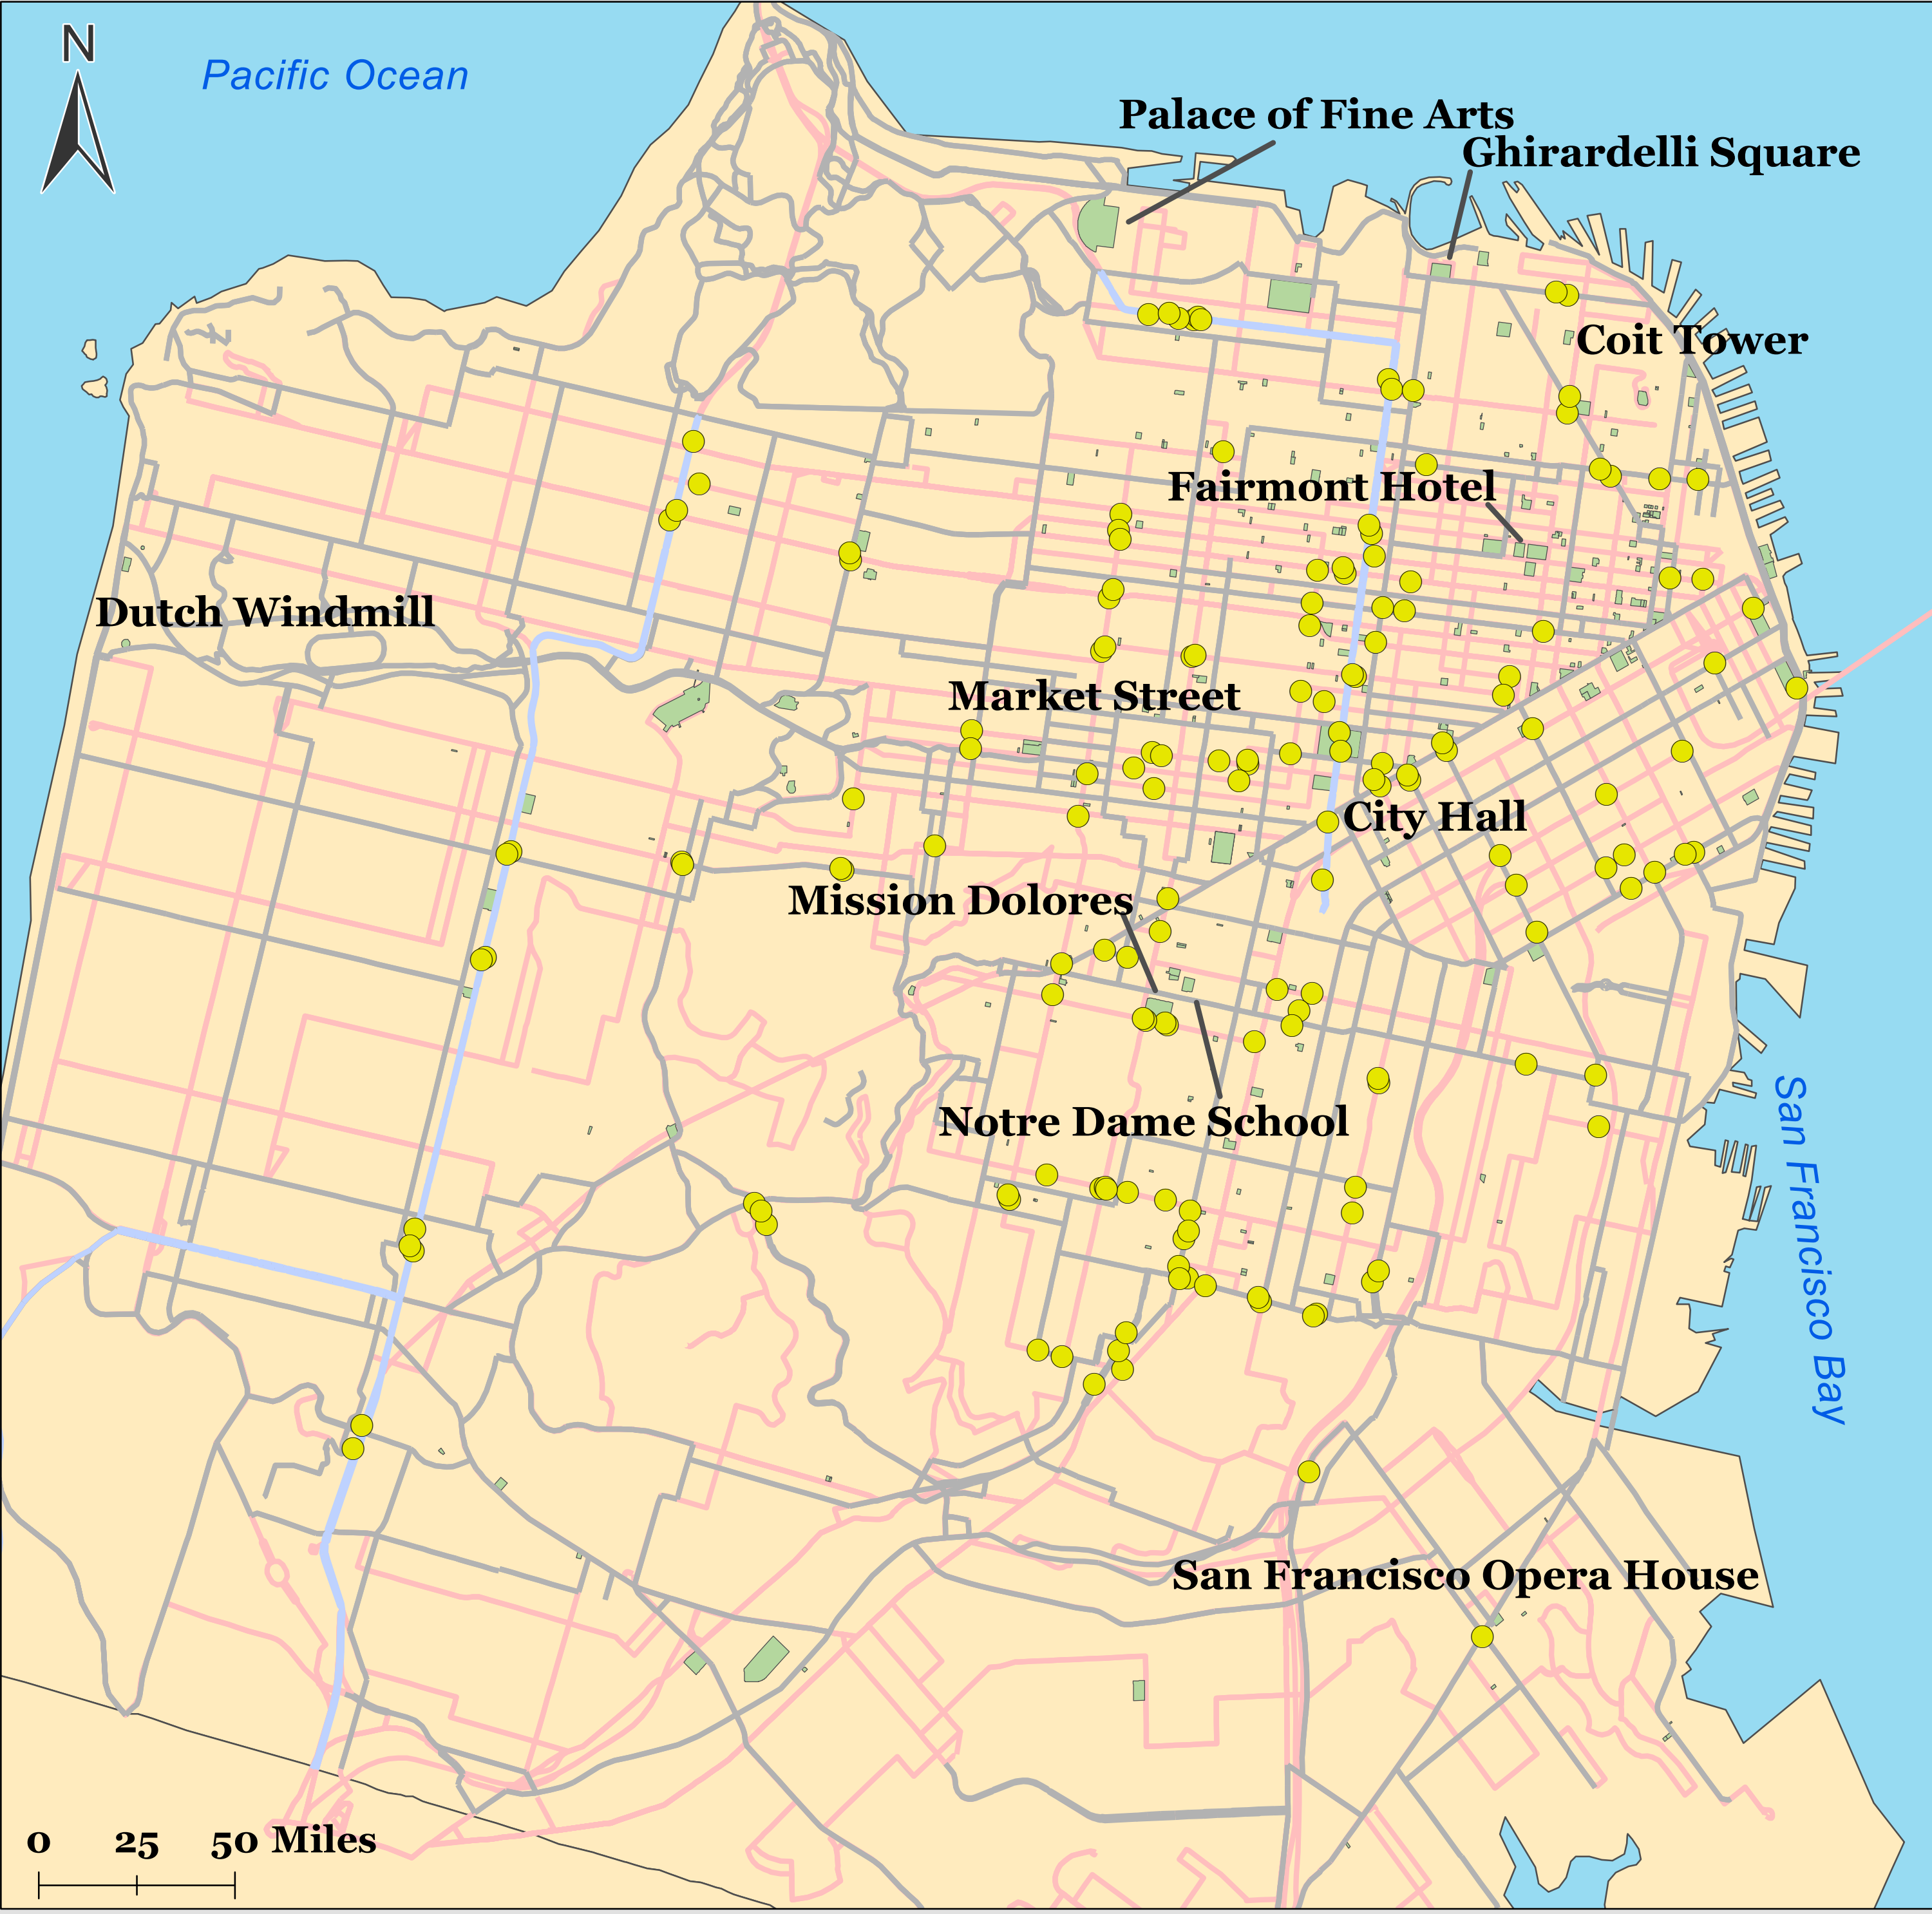 N
Pacific Ocean
Palace of Fine Arts
Ghirardelli Square
Coit Tower
Fairmont Hotel
Dutch Windmill
Market Street
City Hall
Mission Dolores
Notre Dame School
San Francisco Bay
San Francisco Opera House
0 25 50 Miles